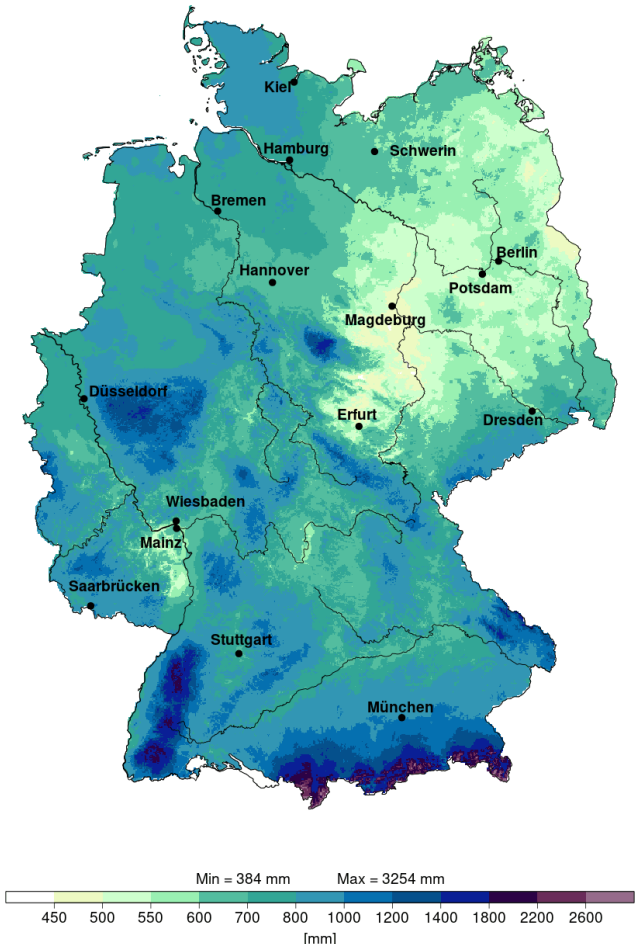 Kiel
Hamburg
Schwerin
Bremen
Berlin
Hannover
Potsdam
Magdeburg
Düsseldorf
Erfurt
Dresden
Wiesbaden
Mainz
Saarbrücken
Stuttgart
München
Min = 384 mm Max = 3254 mm
450 500 550 600 700 800 1000 1200 1400 1800 2200 2600
[mm]